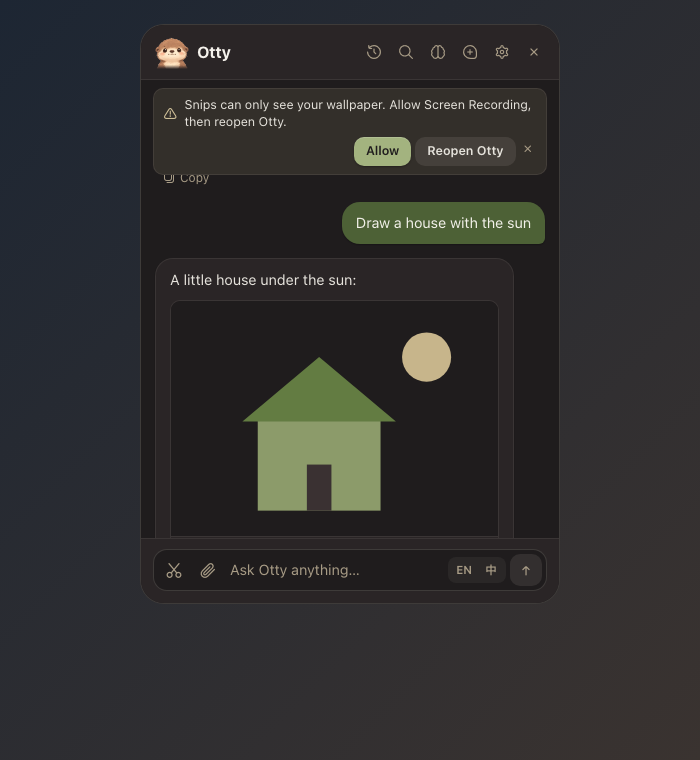 Otty
Snips can only see your wallpaper. Allow Screen Recording,
then reopen Otty.
Allow
Reopen Otty
Copy
Draw a house with the sun
A little house under the sun:
Ask Otty anything...
EN 中